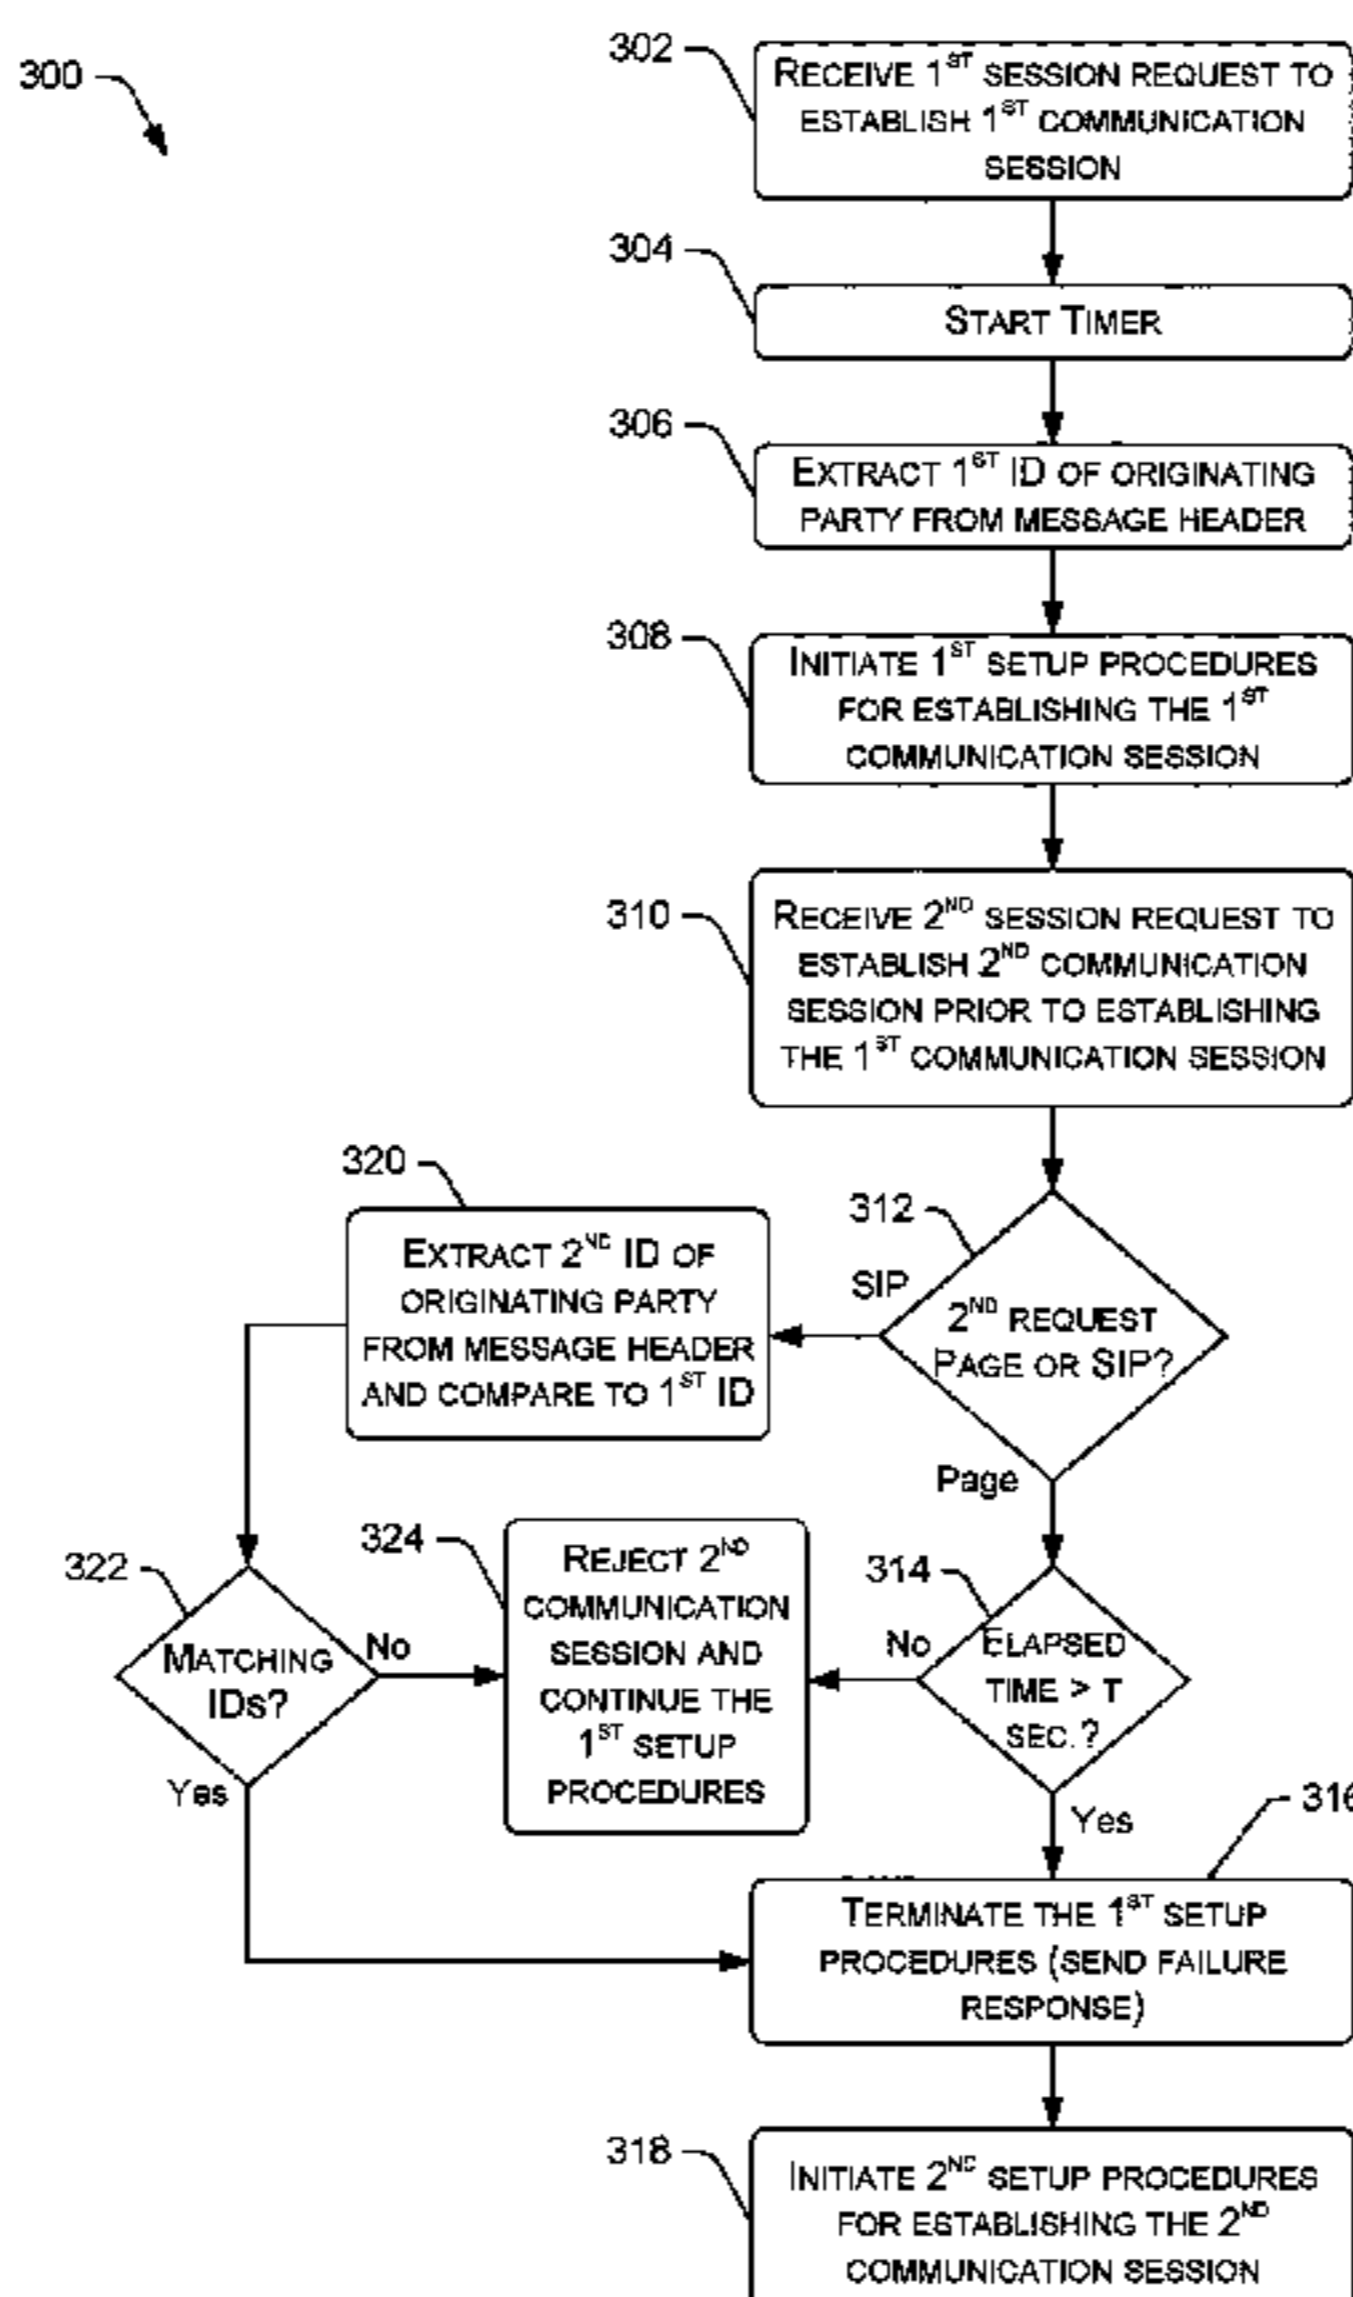 300
302
RECEIVE 1ST SESSION REQUEST TO
ESTABLISH 1ST COMMUNICATION
SESSION
304
START TIMER
306
EXTRACT 1ST ID OF ORIGINATING
PARTY FROM MESSAGE HEADER
308
INITIATE 1ST SETUP PROCEDURES
FOR ESTABLISHING THE 1ST
COMMUNICATION SESSION
310
RECEIVE 2ND SESSION REQUEST TO
ESTABLISH 2ND COMMUNICATION
SESSION PRIOR TO ESTABLISHING
THE 1ST COMMUNICATION SESSION
312
2ND REQUEST
PAGE OR SIP?
SIP
Page
320
EXTRACT 2ND ID OF
ORIGINATING PARTY
FROM MESSAGE HEADER
AND COMPARE TO 1ST ID
322
MATCHING
IDs?
No
Yes
324
REJECT 2ND
COMMUNICATION
SESSION AND
CONTINUE THE
1ST SETUP
PROCEDURES
314
No
ELAPSED
TIME > T
SEC.?
Yes
316
TERMINATE THE 1ST SETUP
PROCEDURES (SEND FAILURE
RESPONSE)
318
INITIATE 2ND SETUP PROCEDURES
FOR ESTABLISHING THE 2ND
COMMUNICATION SESSION